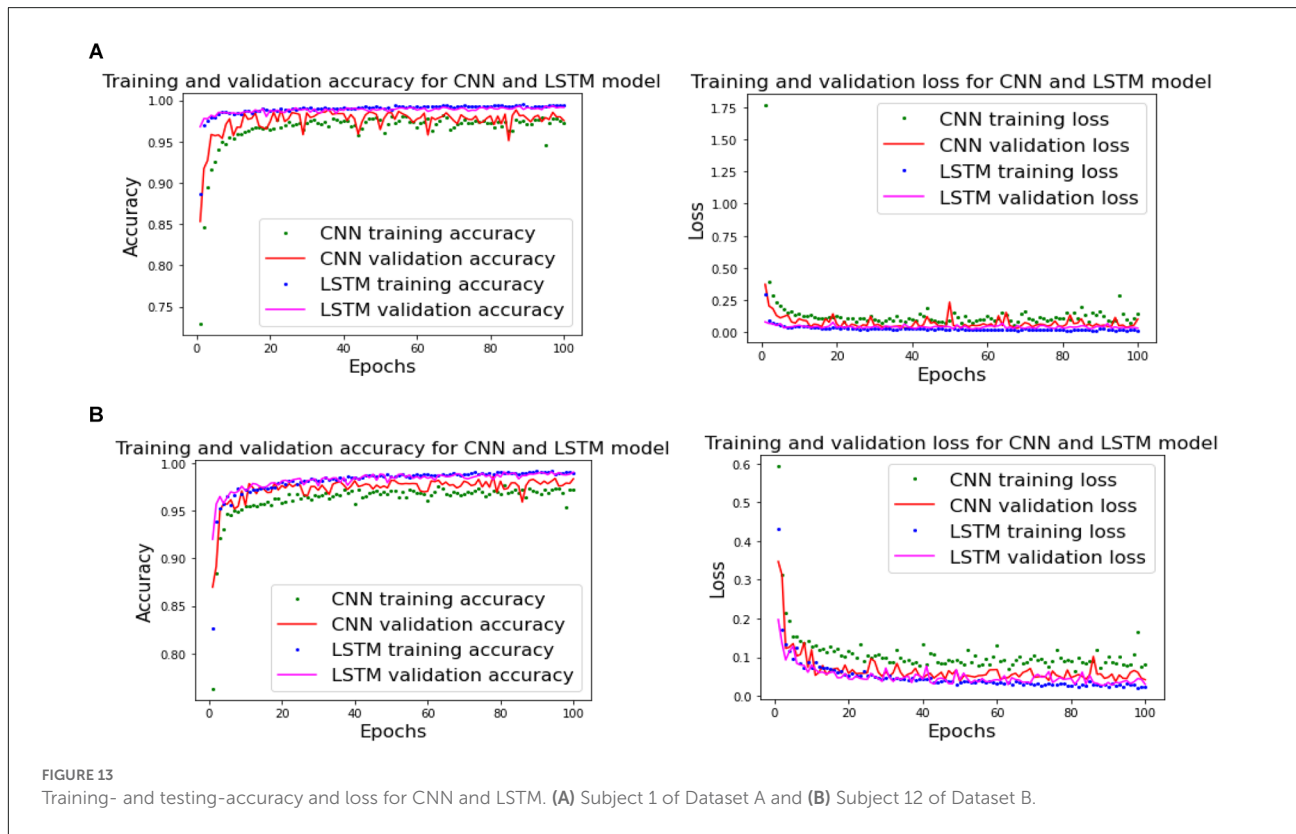 A
Training and validation accuracy for CNN and LSTM model
1.00
0.95
0.90
0.85
0.80
0.75
Accuracy
CNN training accuracy
CNN validation accuracy
LSTM training accuracy
LSTM validation accuracy
0 20 40 60 80 100
Epochs
Training and validation loss for CNN and LSTM model
1.75
1.50
1.25
1.00
0.75
0.50
0.25
0.00
Loss
CNN training loss
CNN validation loss
LSTM training loss
LSTM validation loss
0 20 40 60 80 100
Epochs
B
Training and validation accuracy for CNN and LSTM model
1.00
0.95
0.90
0.85
0.80
Accuracy
CNN training accuracy
CNN validation accuracy
LSTM training accuracy
LSTM validation accuracy
0 20 40 60 80 100
Epochs
Training and validation loss for CNN and LSTM model
0.6
0.5
0.4
0.3
0.2
0.1
0.0
Loss
CNN training loss
CNN validation loss
LSTM training loss
LSTM validation loss
0 20 40 60 80 100
Epochs
FIGURE 13
Training- and testing-accuracy and loss for CNN and LSTM. (A) Subject 1 of Dataset A and (B) Subject 12 of Dataset B.